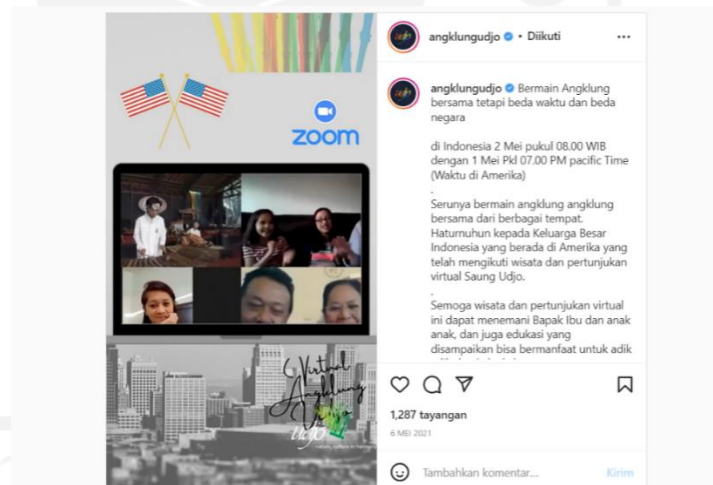 zoom
Virtual
Angklung
Udjo
Udjo
angklungudjo • Diikuti
angklungudjo Bermain Angklung
bersama tetapi beda waktu dan beda
negara
di Indonesia 2 Mei pukul 08.00 WIB
dengan 1 Mei Pkl 07.00 PM pacific Time
(Waktu di Amerika)
.
Serunya bermain angklung angklung
bersama dari berbagai tempat.
Haturnuhun kepada Keluarga Besar
Indonesia yang berada di Amerika yang
telah mengikuti wisata dan pertunjukan
virtual Saung Udjo.
.
Semoga wisata dan pertunjukan virtual
ini dapat menemani Bapak Ibu dan anak
anak, dan juga edukasi yang
disampaikan bisa bermanfaat untuk adik
1,287 tayangan
6 MEI 2021
Tambahkan komentar...
Kirim